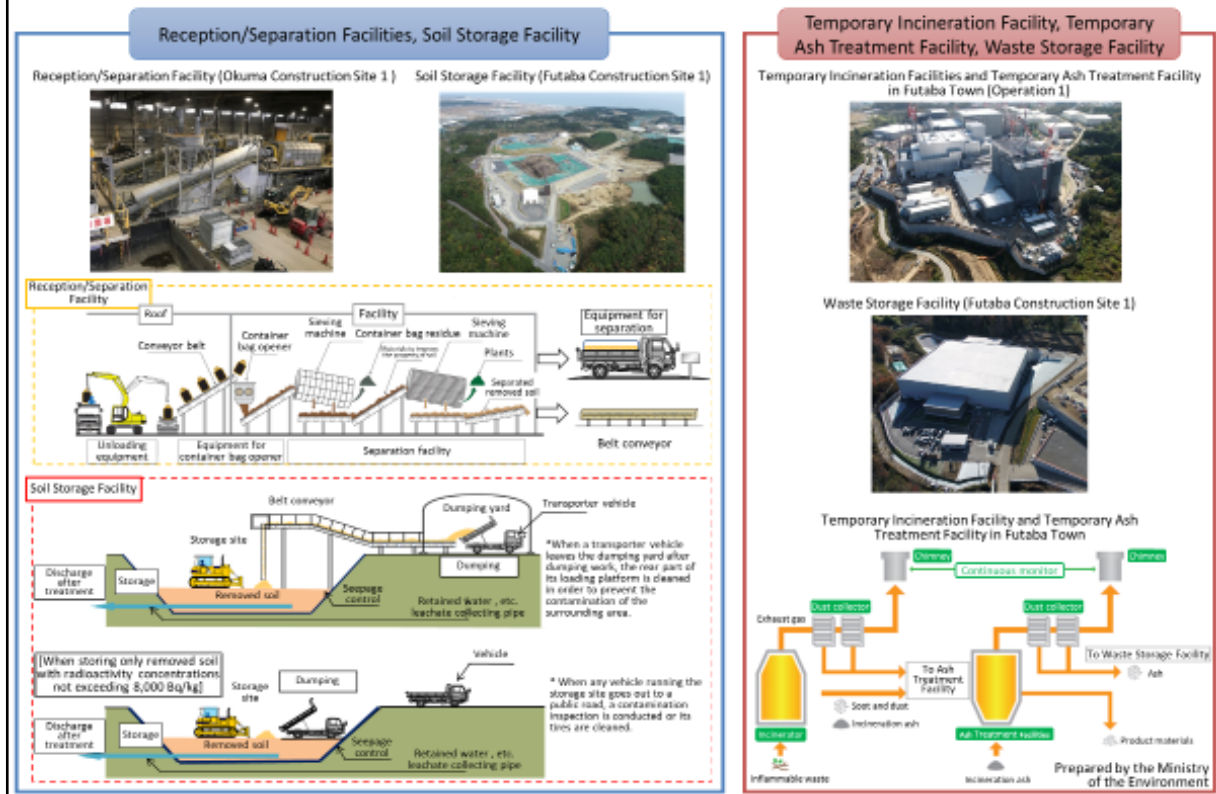 Reception/Separation Facilities, Soil Storage Facility
Reception/Separation Facility (Okuma Construction Site 1 )
Soil Storage Facility (Futaba Construction Site 1)
Reception/Separation
Facility
Roof
Facility
Conveyor belt
Container
bag opener
Sieving
machine
Container bag residue
Sieving
machine
Plants
Separated
removed soil
Equipment for
separation
Belt conveyor
Unloading
equipment
Equipment for
container bag opener
Separation facility
Soil Storage Facility
Belt conveyor
Dumping yard
Transporter vehicle
Storage site
Dumping
Discharge
after
treatment
Storage
Removed soil
Seepage
control
Retained water , etc.
leachate collecting pipe
*When a transporter vehicle
leaves the dumping yard after
dumping work, the rear part of
its loading platform is cleaned
in order to prevent the
contamination of the
surrounding area.
[When storing only removed soil
with radioactivity concentrations
not exceeding 8,000 Bq/kg]
Storage
site
Dumping
Vehicle
Discharge
after
treatment
Storage
Removed soil
Seepage
control
Retained water , etc.
leachate collecting pipe
* When any vehicle running the
storage site goes out to a
public road, a contamination
inspection is conducted or its
tires are cleaned.
Temporary Incineration Facility, Temporary
Ash Treatment Facility, Waste Storage Facility
Temporary Incineration Facilities and Temporary Ash Treatment Facility
in Futaba Town (Operation 1)
Waste Storage Facility (Futaba Construction Site 1)
Temporary Incineration Facility and Temporary Ash
Treatment Facility in Futaba Town
Chimney
Continuous monitor
Chimney
Dust collector
Dust collector
Exhaust gas
To Ash
Treatment
Facility
To Waste Storage Facility
Ash
Soot and dust
Incineration ash
Incinerator
Ash Treatment Facilities
Product materials
Inflammable waste
Incineration ash
Prepared by the Ministry
of the Environment